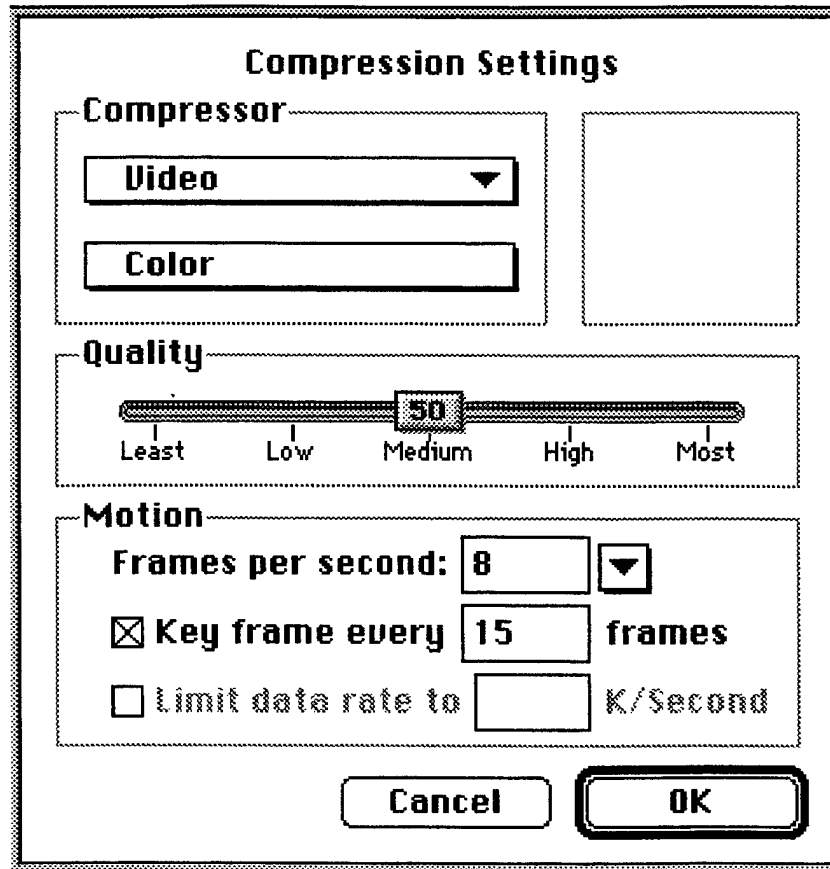 Compression Settings
Compressor
Video
Color
Quality
50
Least Low Medium High Most
Motion
Frames per second: 8
Key frame every 15 frames
Limit data rate to K/Second
Cancel OK